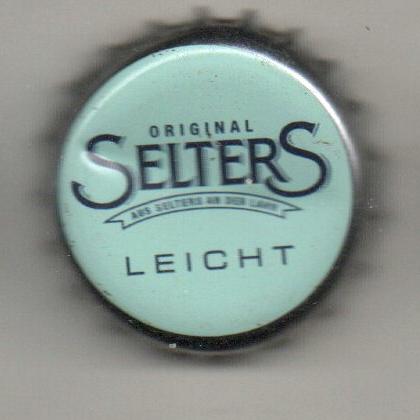 ORIGINAL
SELTERS
AUS SELTERS AN DER LAHN
LEICHT